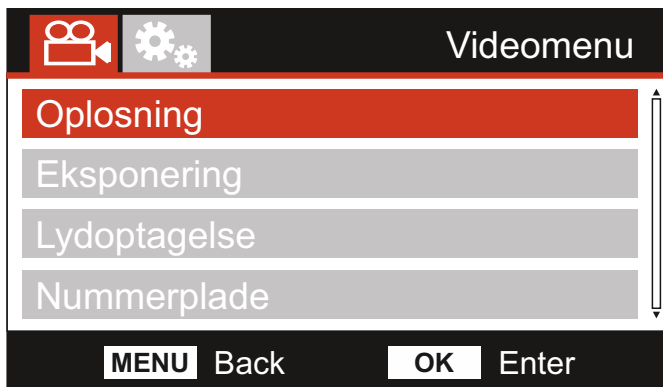 Videomenu
Oplosning
Eksponering
Lydoptagelse
Nummerplade
MENU Back OK Enter